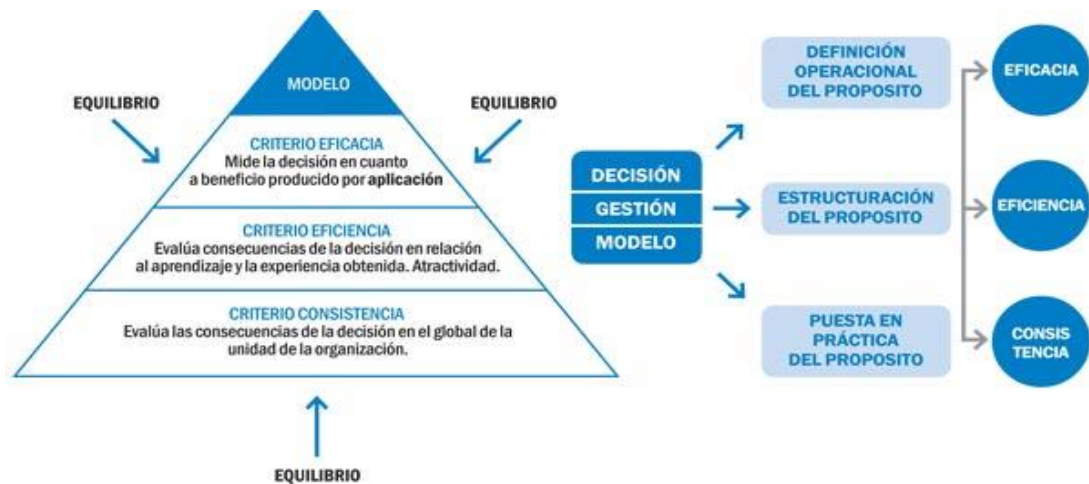 MODELO
EQUILIBRIO
EQUILIBRIO
CRITERIO EFICACIA
Mide la decisión en cuanto
a beneficio producido por aplicación
CRITERIO EFICIENCIA
Evalúa consecuencias de la decisión en relación
al aprendizaje y la experiencia obtenida. Atractividad.
CRITERIO CONSISTENCIA
Evalúa las consecuencias de la decisión en el global de la
unidad de la organización.
EQUILIBRIO
DECISIÓN
GESTIÓN
MODELO
DEFINICIÓN
OPERACIONAL
DEL PROPOSITO
ESTRUCTURACIÓN
DEL PROPOSITO
PUESTA EN
PRÁCTICA
DEL PROPOSITO
EFICACIA
EFICIENCIA
CONSIS
TENCIA